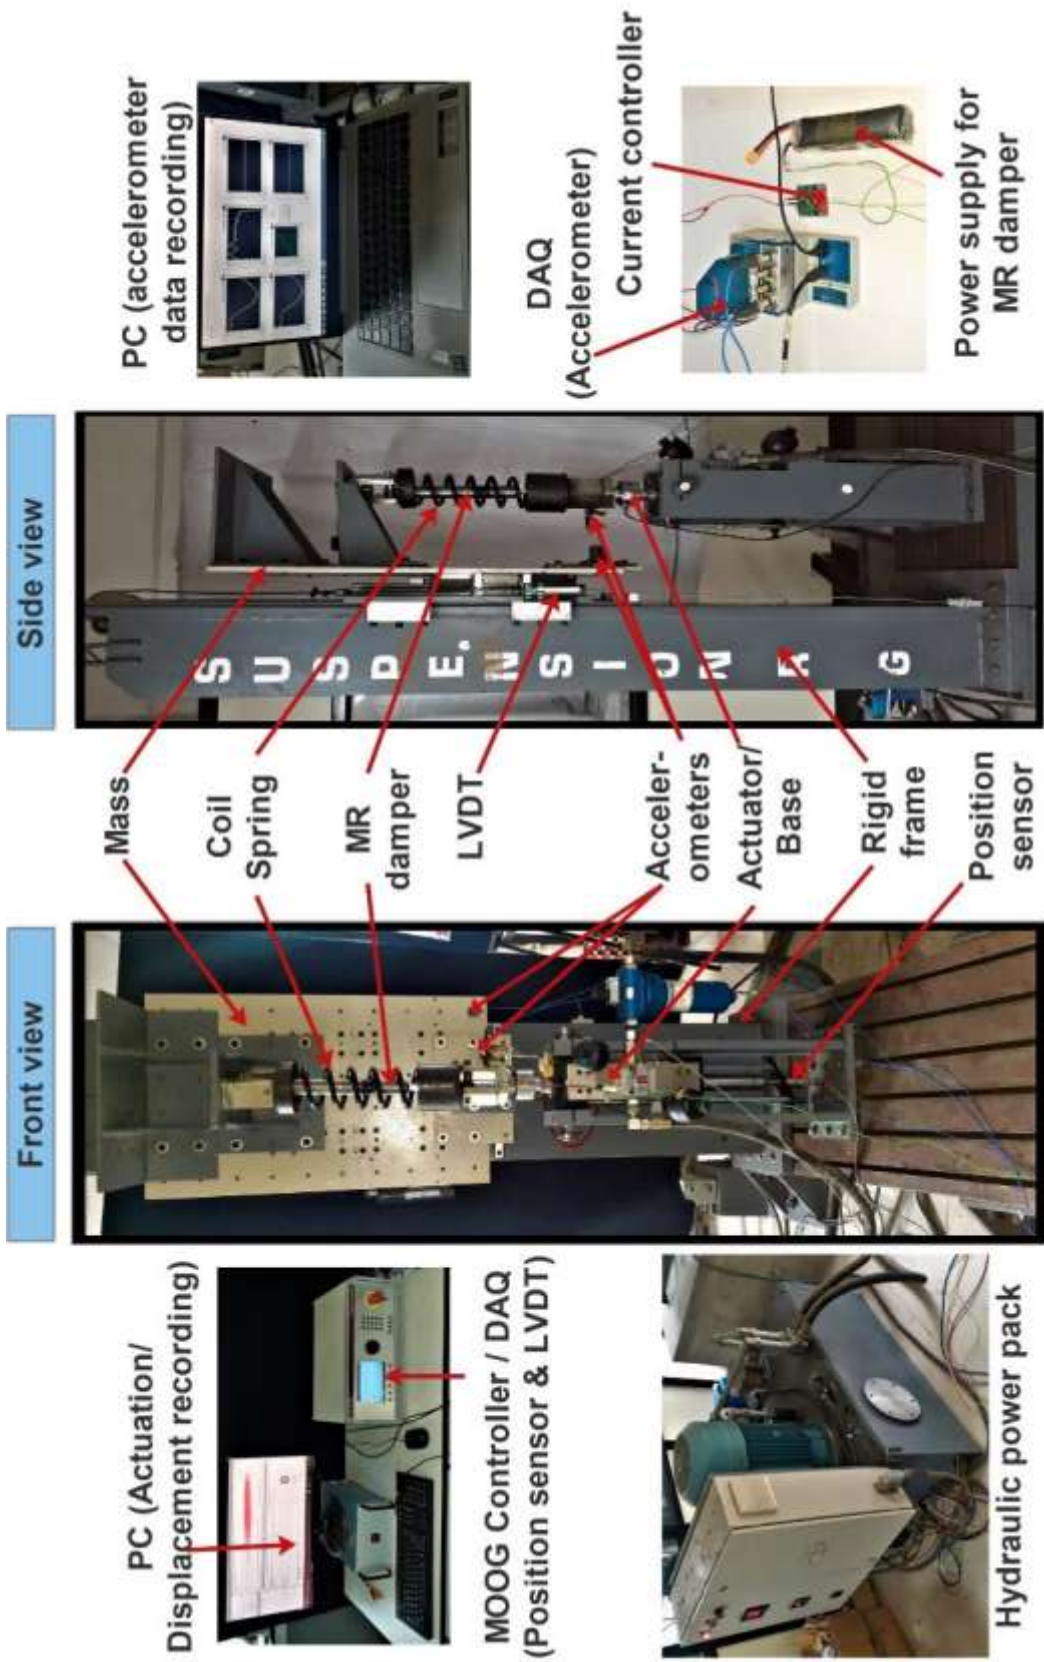 Front view
Side view
PC (Actuation/
Displacement recording)
MOOG Controller / DAQ
(Position sensor & LVDT)
Hydraulic power pack
Mass
Coil
Spring
MR
damper
LVDT
Acceler-
ometers
Actuator/
Base
Rigid
frame
Position
sensor
SUSPENSION R G
PC (accelerometer
data recording)
DAQ
(Accelerometer)
Current controller
Power supply for
MR damper